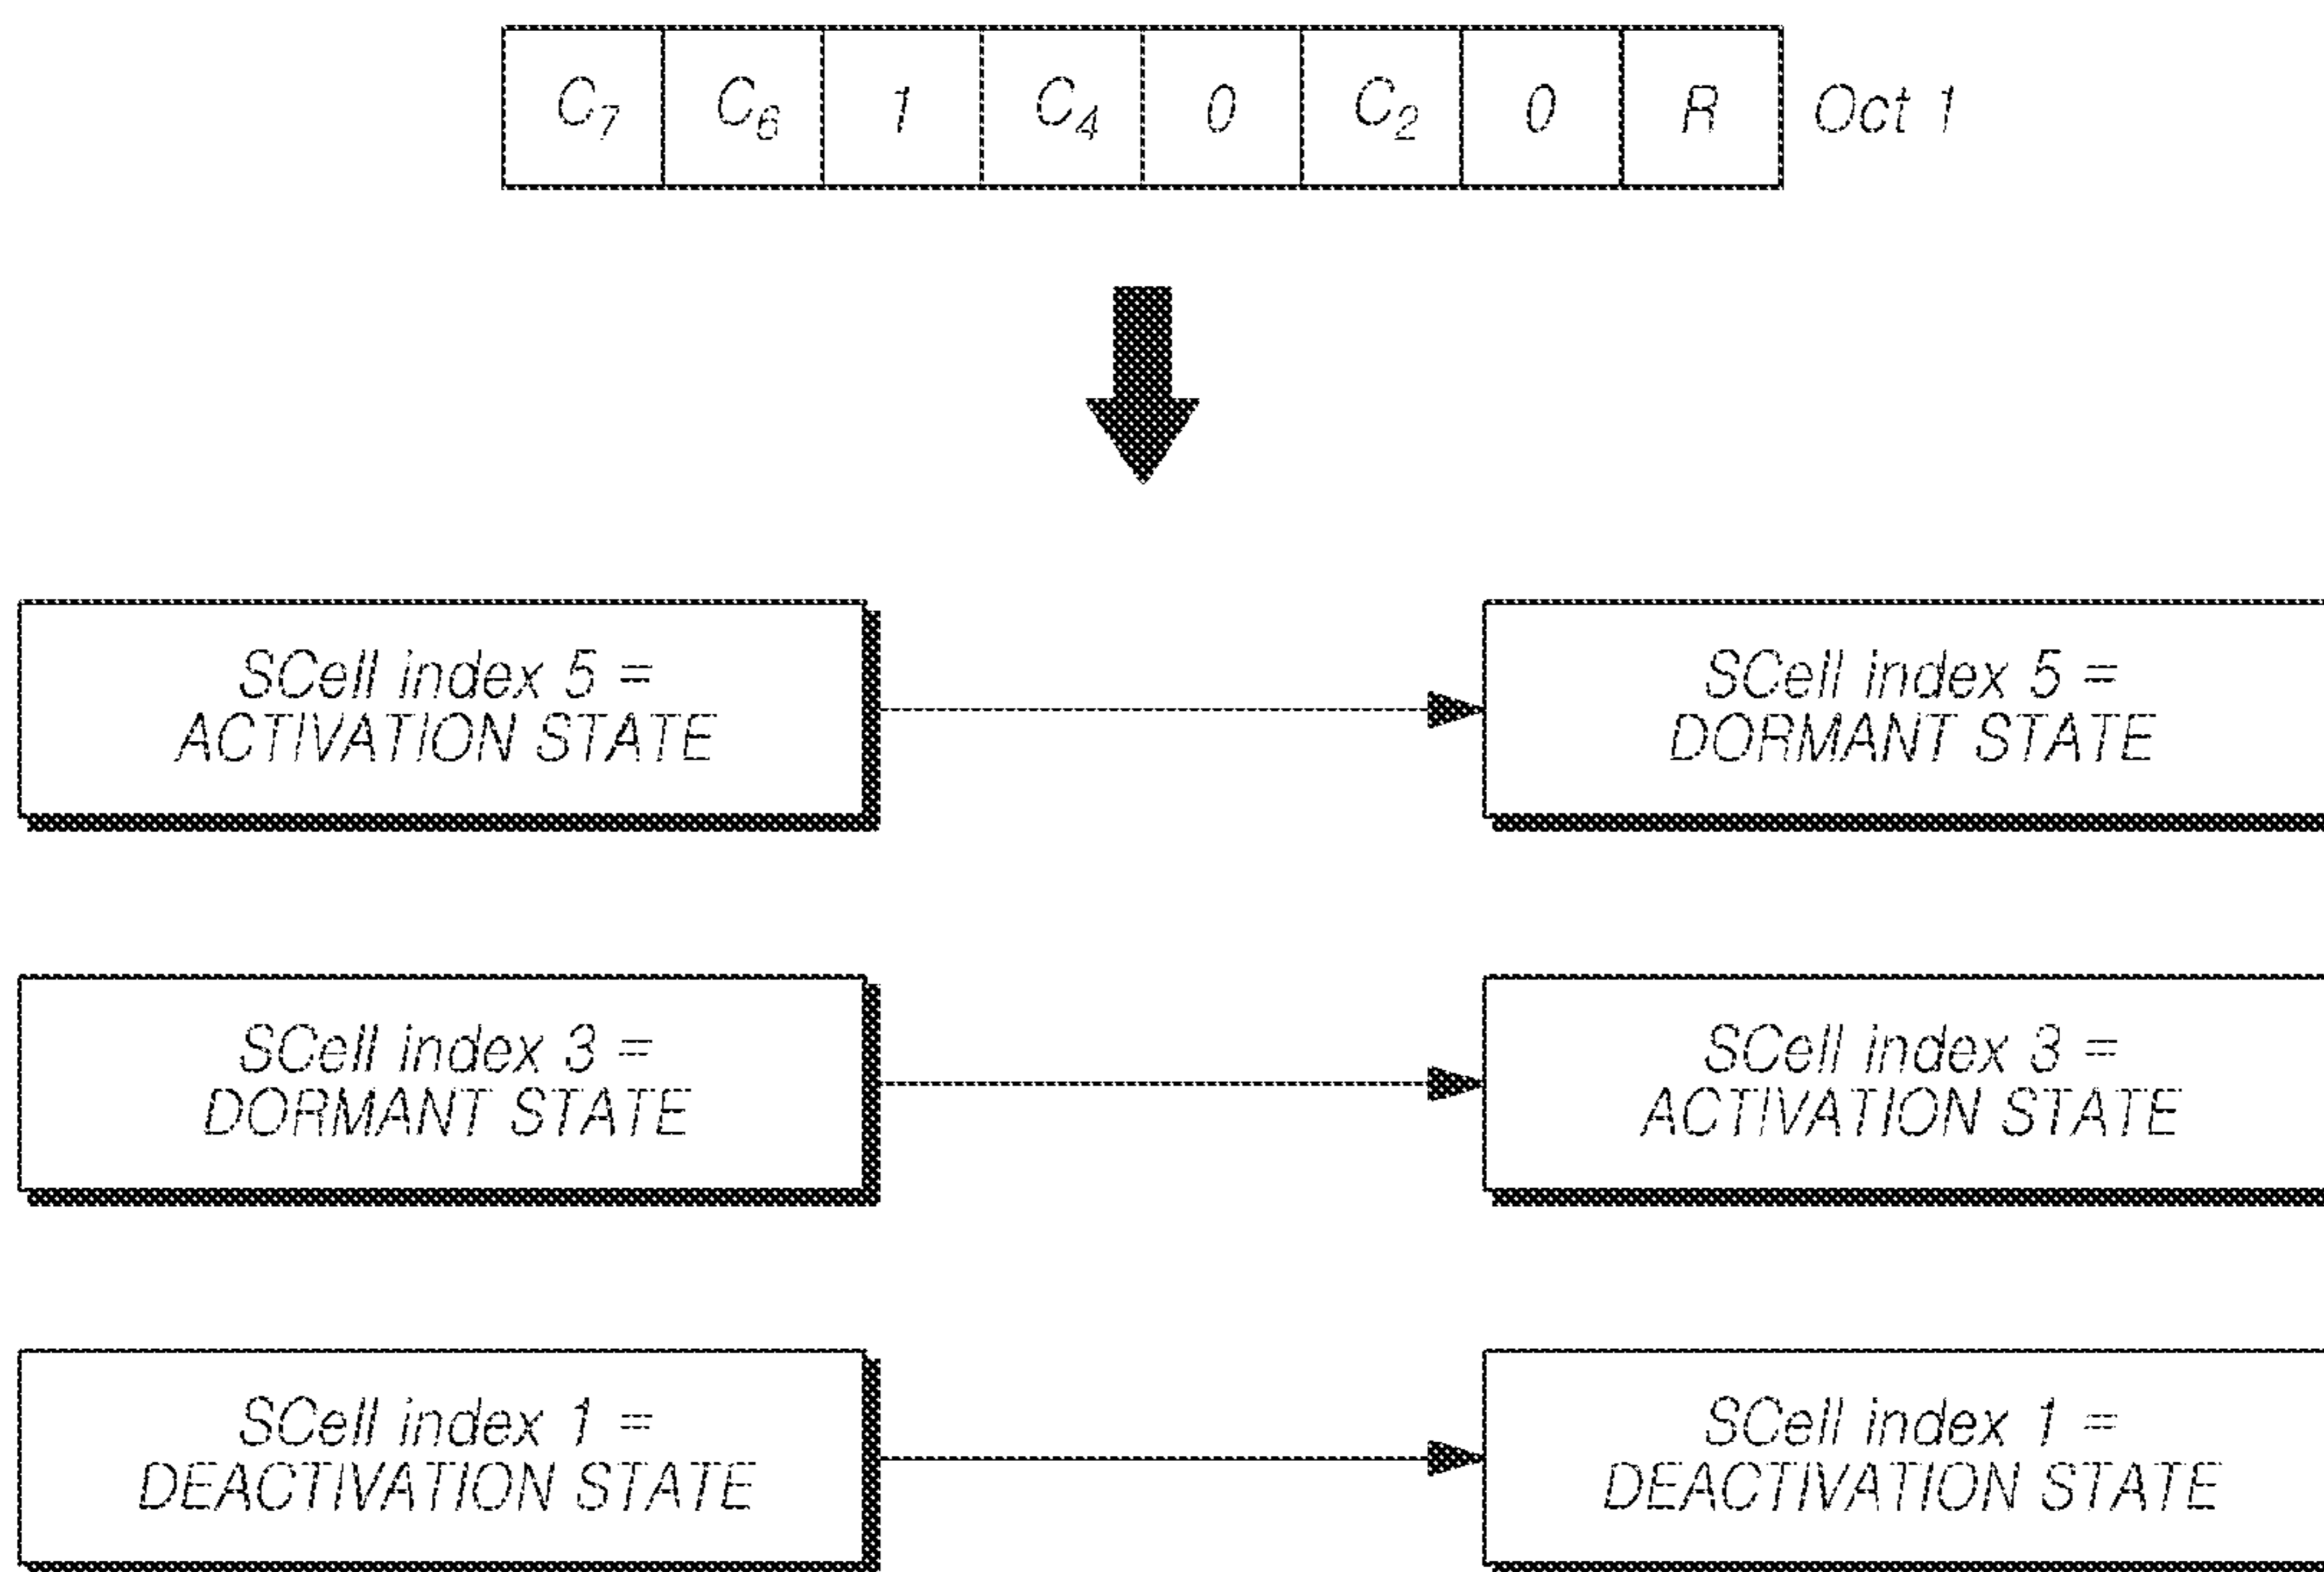 C₇ C₆ 1 C₄ 0 C₂ 0 R Oct 1
SCell index 5 =
ACTIVATION STATE
SCell index 5 =
DORMANT STATE
SCell index 3 =
DORMANT STATE
SCell index 3 =
ACTIVATION STATE
SCell index 1 =
DEACTIVATION STATE
SCell index 1 =
DEACTIVATION STATE